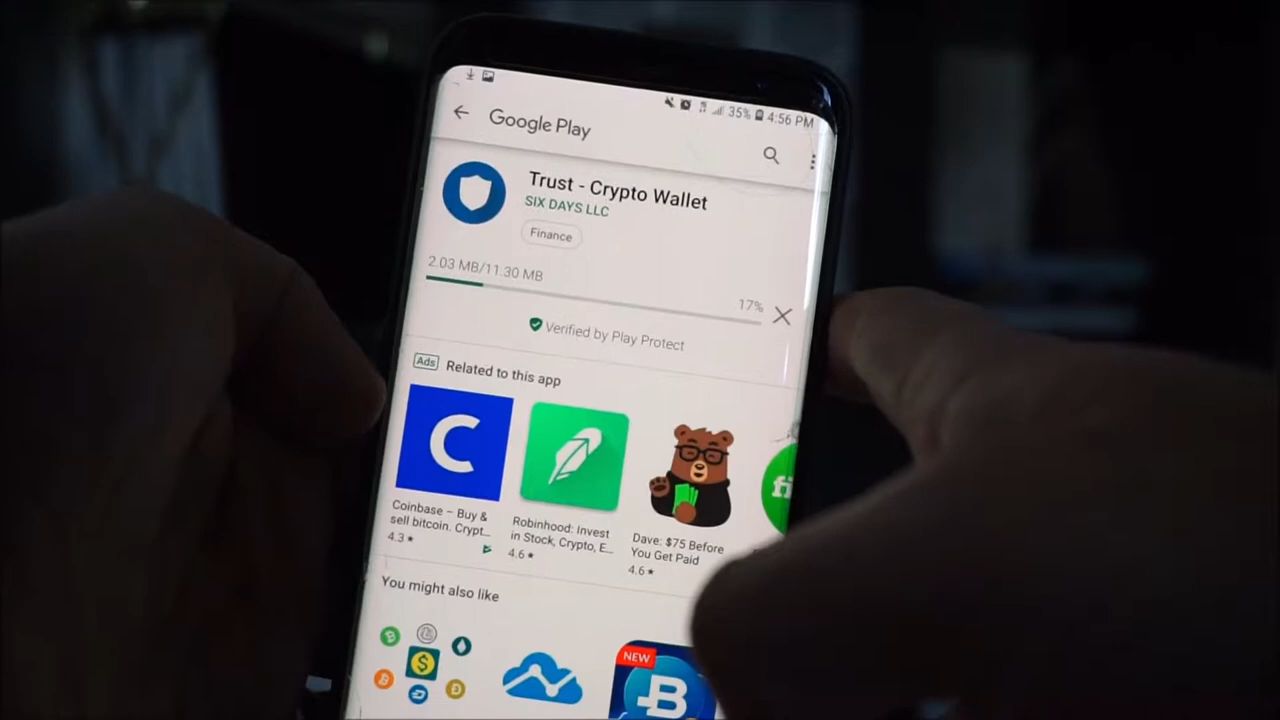 35% 4:56 PM
Google Play
Trust - Crypto Wallet
SIX DAYS LLC
Finance
2.03 MB/11.30 MB
17%
Verified by Play Protect
Ads Related to this app
C
fi
Coinbase – Buy &
sell bitcoin. Crypt...
4.3★
Robinhood: Invest
in Stock, Crypto, E...
4.6★
Dave: $75 Before
You Get Paid
4.6★
You might also like
$
NEW
B